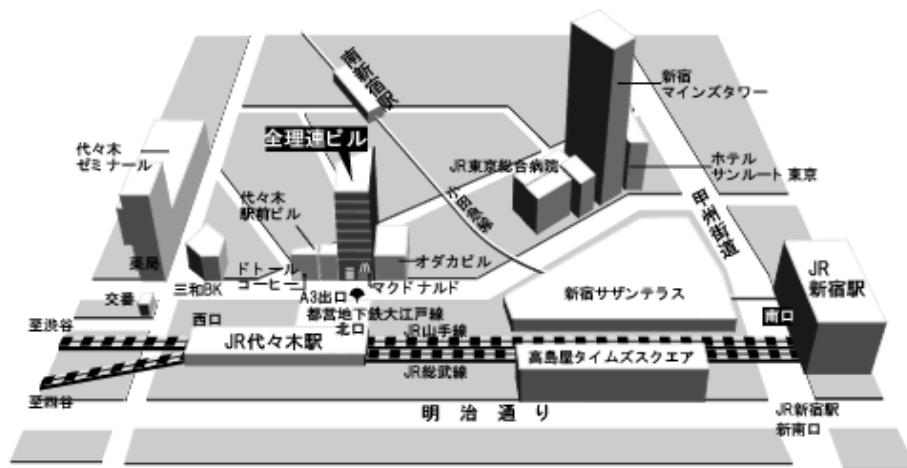 南新宿駅
新宿
マインズタワー
全理連ビル
代々木
ゼミナール
JR東京総合病院
ホテル
サンルート東京
小田急線
代々木
駅前ビル
甲州街道
オダカビル
薬局
三和BK
ドトール
コーヒー
A3出口
マクドナルド
JR
新宿駅
新宿サザンテラス
交番
都営地下鉄大江戸線
西口
北口
JR山手線
南口
至渋谷
JR代々木駅
高島屋タイムズスクエア
JR総武線
至四谷
明治通り
JR新宿駅
新南口